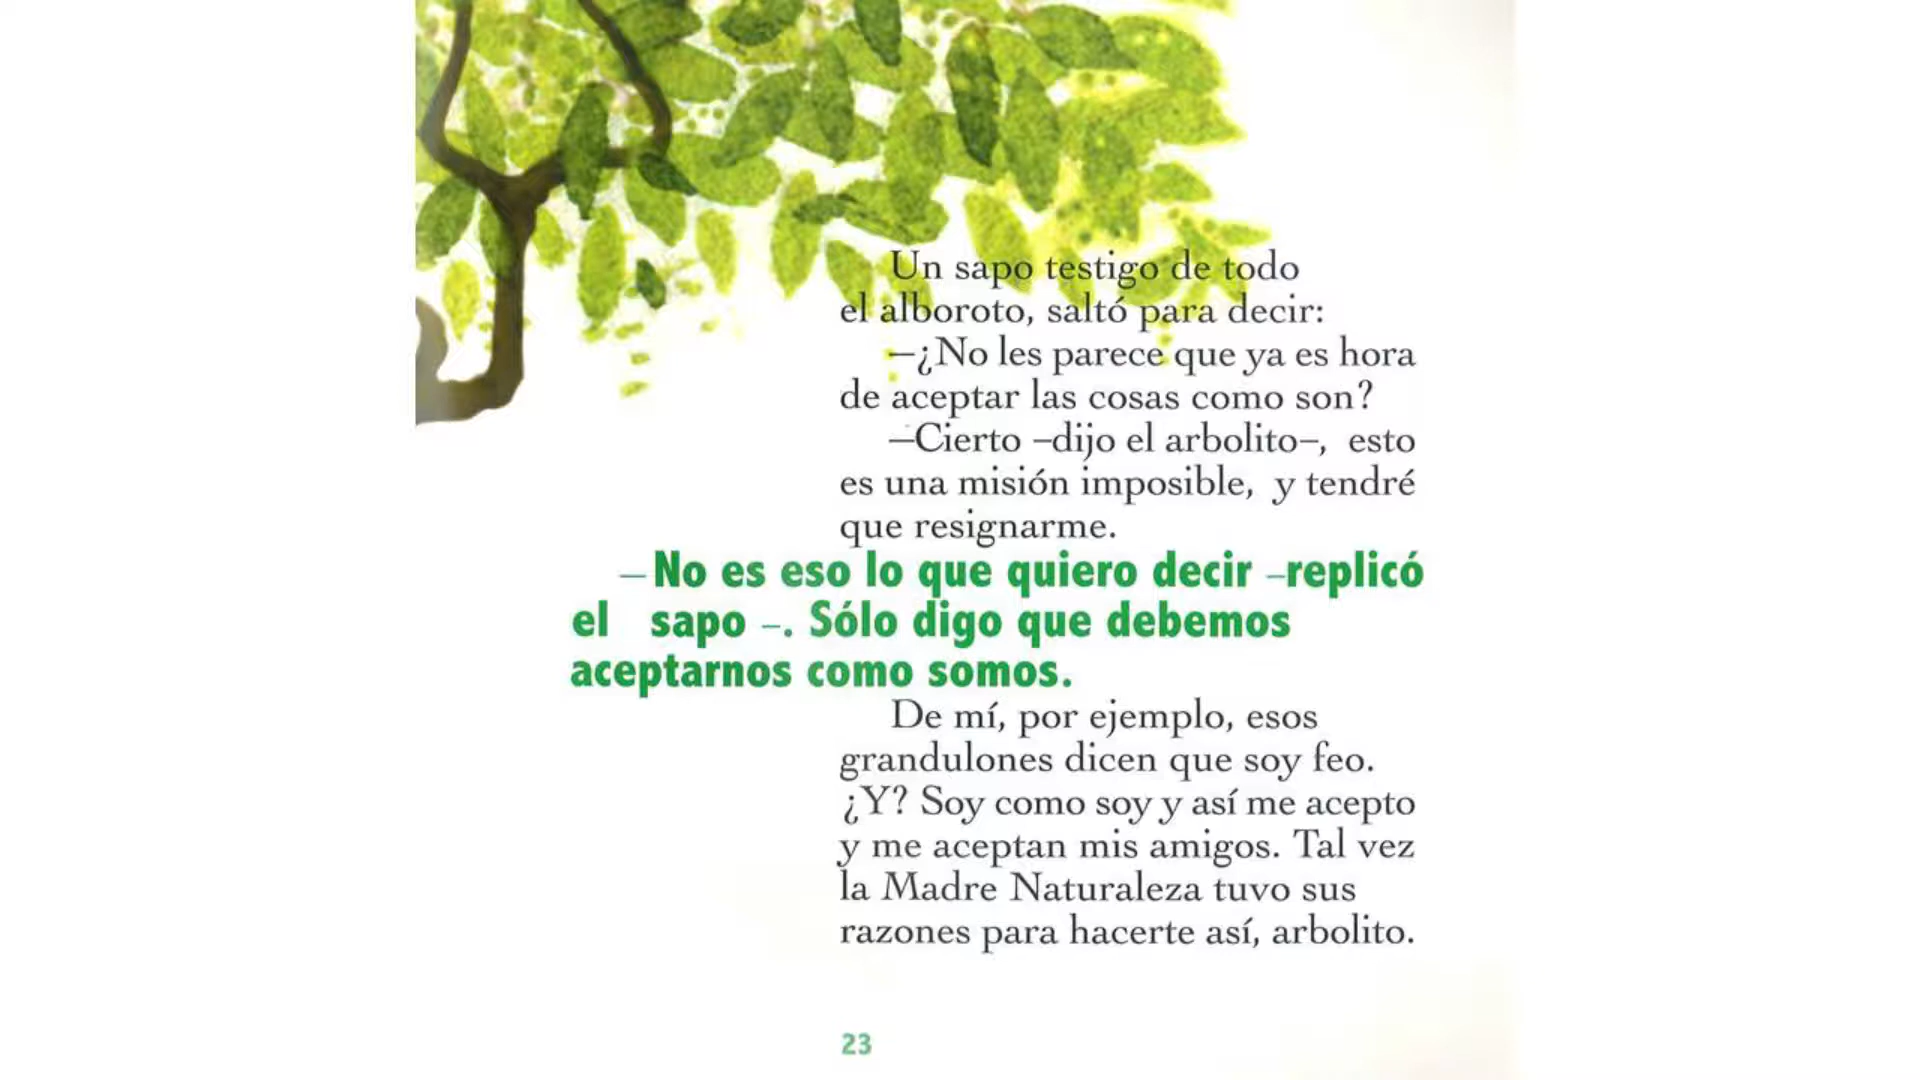 Un sapo testigo de todo
el alboroto, saltó para decir:
—¿No les parece que ya es hora
de aceptar las cosas como son?
—Cierto –dijo el arbolito–, esto
es una misión imposible, y tendré
que resignarme.
—No es eso lo que quiero decir –replicó
el sapo –. Sólo digo que debemos
aceptarnos como somos.
De mí, por ejemplo, esos
grandulones dicen que soy feo.
¿Y? Soy como soy y así me acepto
y me aceptan mis amigos. Tal vez
la Madre Naturaleza tuvo sus
razones para hacerte así, arbolito.
23